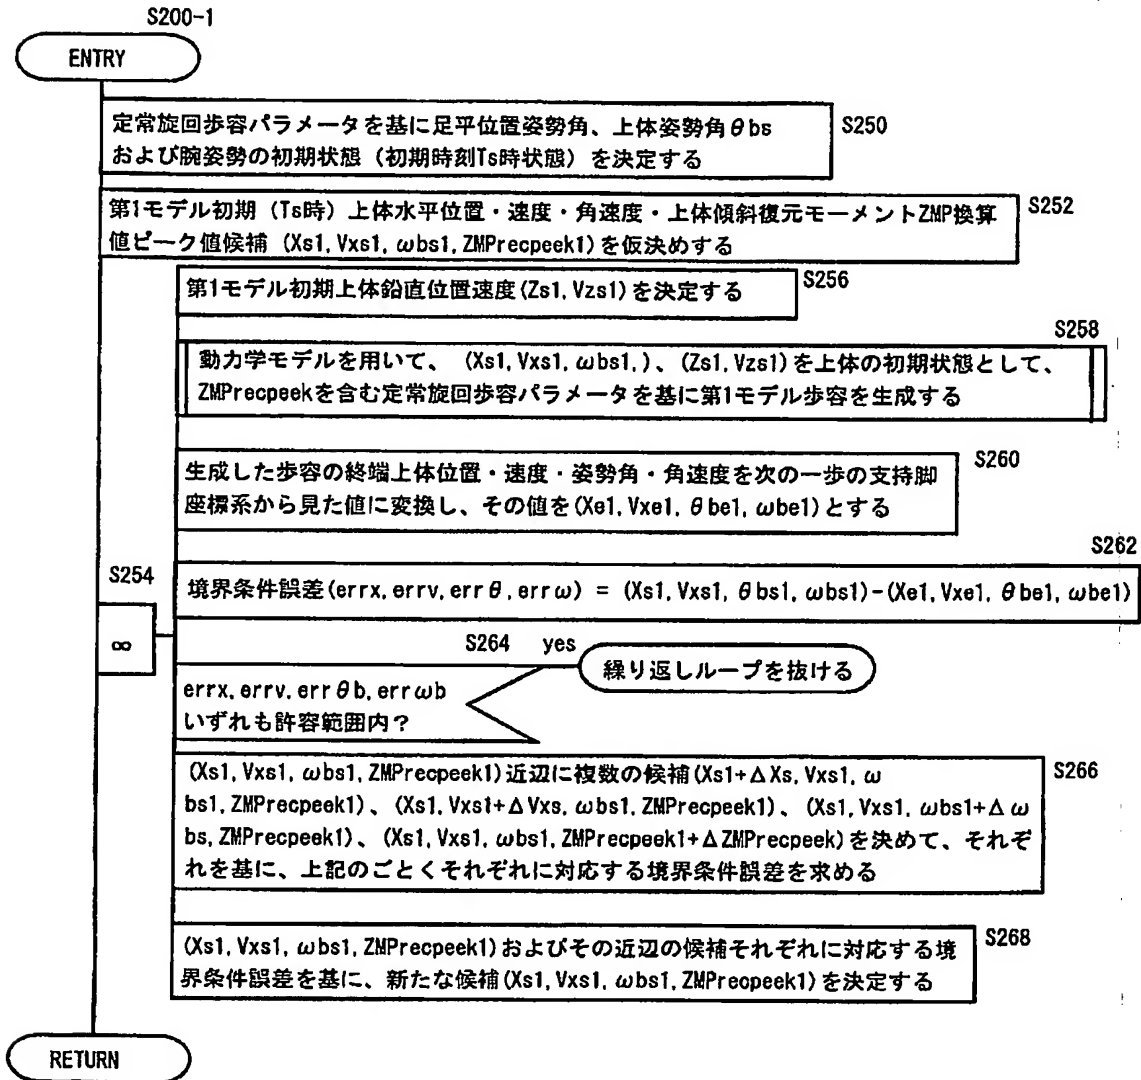 S200-1
ENTRY
定常旋回歩容パラメータを基に足平位置姿勢角、上体姿勢角θbs
および腕姿勢の初期状態（初期時刻Ts時状態）を決定する
S250
第1モデル初期（Ts時）上体水平位置・速度・角速度・上体傾斜復元モーメントZMP換算
値ピーク値候補（Xs1, Vxs1, ωbs1, ZMPrecpeek1）を仮決めする
S252
第1モデル初期上体鉛直位置速度(Zs1, Vzs1)を決定する
S256
S258
動力学モデルを用いて、（Xs1, Vxs1, ωbs1,）、(Zs1, Vzs1)を上体の初期状態として、
ZMPrecpeekを含む定常旋回歩容パラメータを基に第1モデル歩容を生成する
生成した歩容の終端上体位置・速度・姿勢角・角速度を次の一歩の支持脚
座標系から見た値に変換し、その値を(Xe1, Vxe1, θbe1, ωbe1)とする
S260
S262
S254
境界条件誤差(errx, errv, errθ, errω) = (Xs1, Vxs1, θbs1, ωbs1)-(Xe1, Vxe1, θbe1, ωbe1)
∞
S264 yes
繰り返しループを抜ける
errx, errv, errθb, errωb
いずれも許容範囲内？
(Xs1, Vxs1, ωbs1, ZMPrecpeek1)近辺に複数の候補(Xs1+ΔXs, Vxs1, ω
bs1, ZMPrecpeek1)、(Xs1, Vxs1+ΔVxs, ωbs1, ZMPrecpeek1)、(Xs1, Vxs1, ωbs1+Δω
bs, ZMPrecpeek1)、(Xs1, Vxs1, ωbs1, ZMPrecpeek1+ΔZMPrecpeek)を決めて、それぞ
れを基に、上記のごとくそれぞれに対応する境界条件誤差を求める
S266
(Xs1, Vxs1, ωbs1, ZMPrecpeek1)およびその近辺の候補それぞれに対応する境
界条件誤差を基に、新たな候補(Xs1, Vxs1, ωbs1, ZMPrecpeek1)を決定する
S268
RETURN